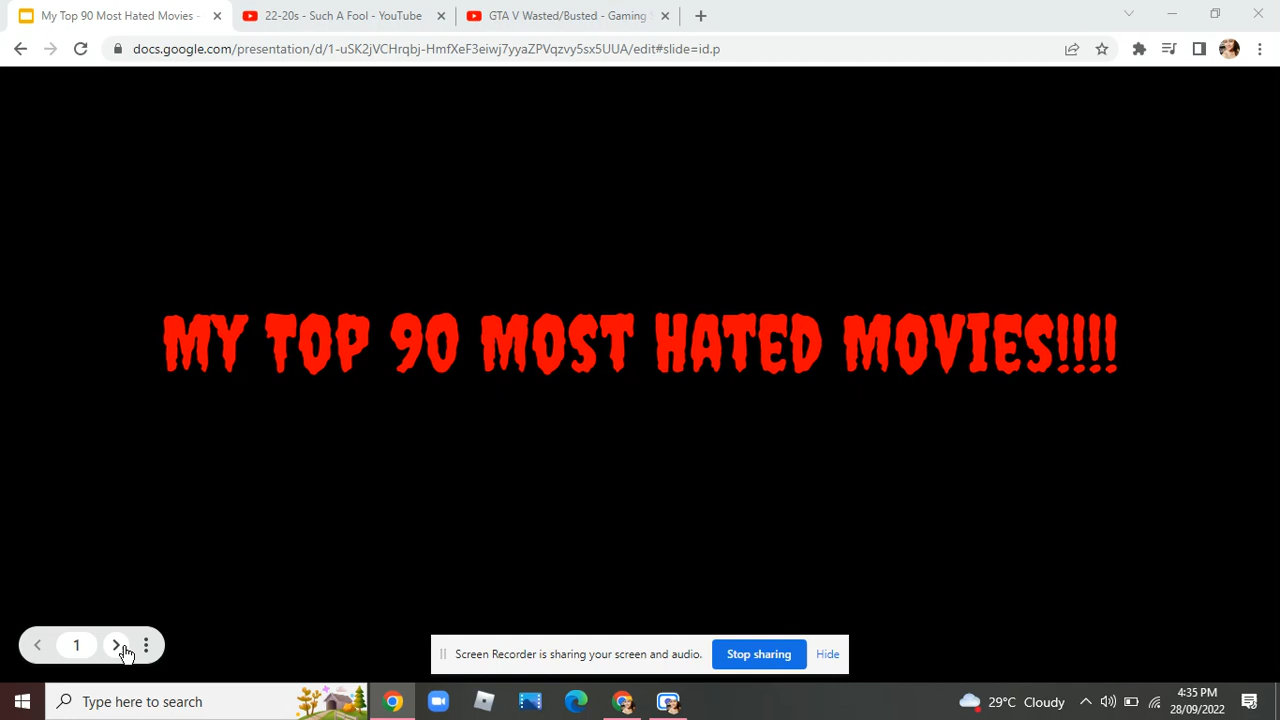 My Top 90 Most Hated Movies -
22-20s - Such A Fool - YouTube
GTA V Wasted/Busted - Gaming
docs.google.com/presentation/d/1-uSK2jVCHrqbj-HmfXeF3eiwj7yyaZPVqzvy5sx5UUA/edit#slide=id.p
MY TOP 90 MOST HATED MOVIES!!!!
1
Screen Recorder is sharing your screen and audio.
Stop sharing
Hide
Type here to search
29°C Cloudy
4:35 PM
28/09/2022